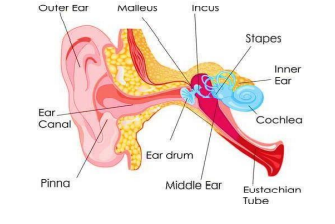 Outer Ear
Malleus
Incus
Stapes
Inner
Ear
Cochlea
Ear
Canal
Ear drum
Pinna
Middle Ear
Eustachian
Tube